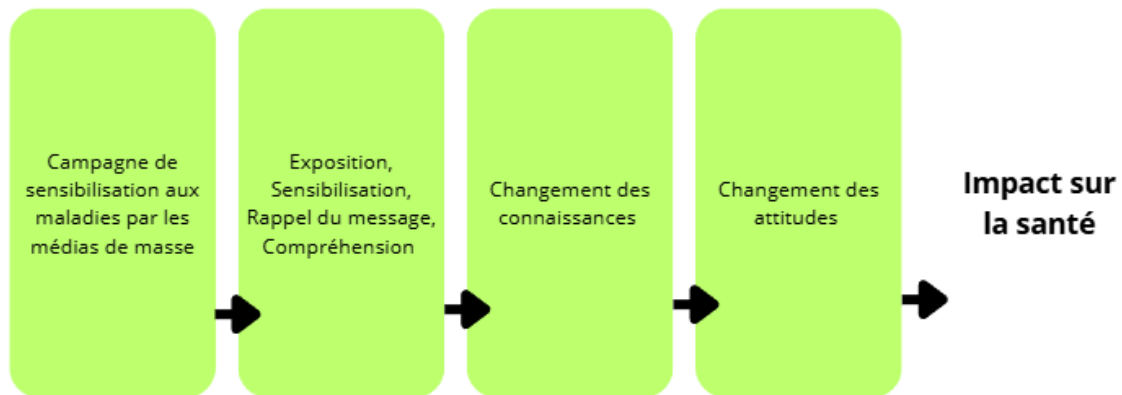 Campagne de
sensibilisation aux
maladies par les
médias de masse
Exposition,
Sensibilisation,
Rappel du message,
Compréhension
Changement des
connaissances
Changement des
attitudes
Impact sur
la santé